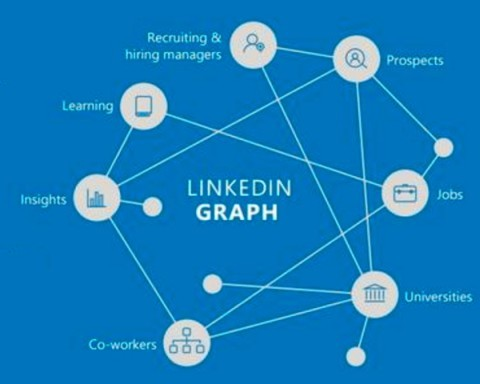 Recruiting &
hiring managers
Prospects
Learning
Insights
LINKEDIN
GRAPH
Jobs
Universities
Co-workers